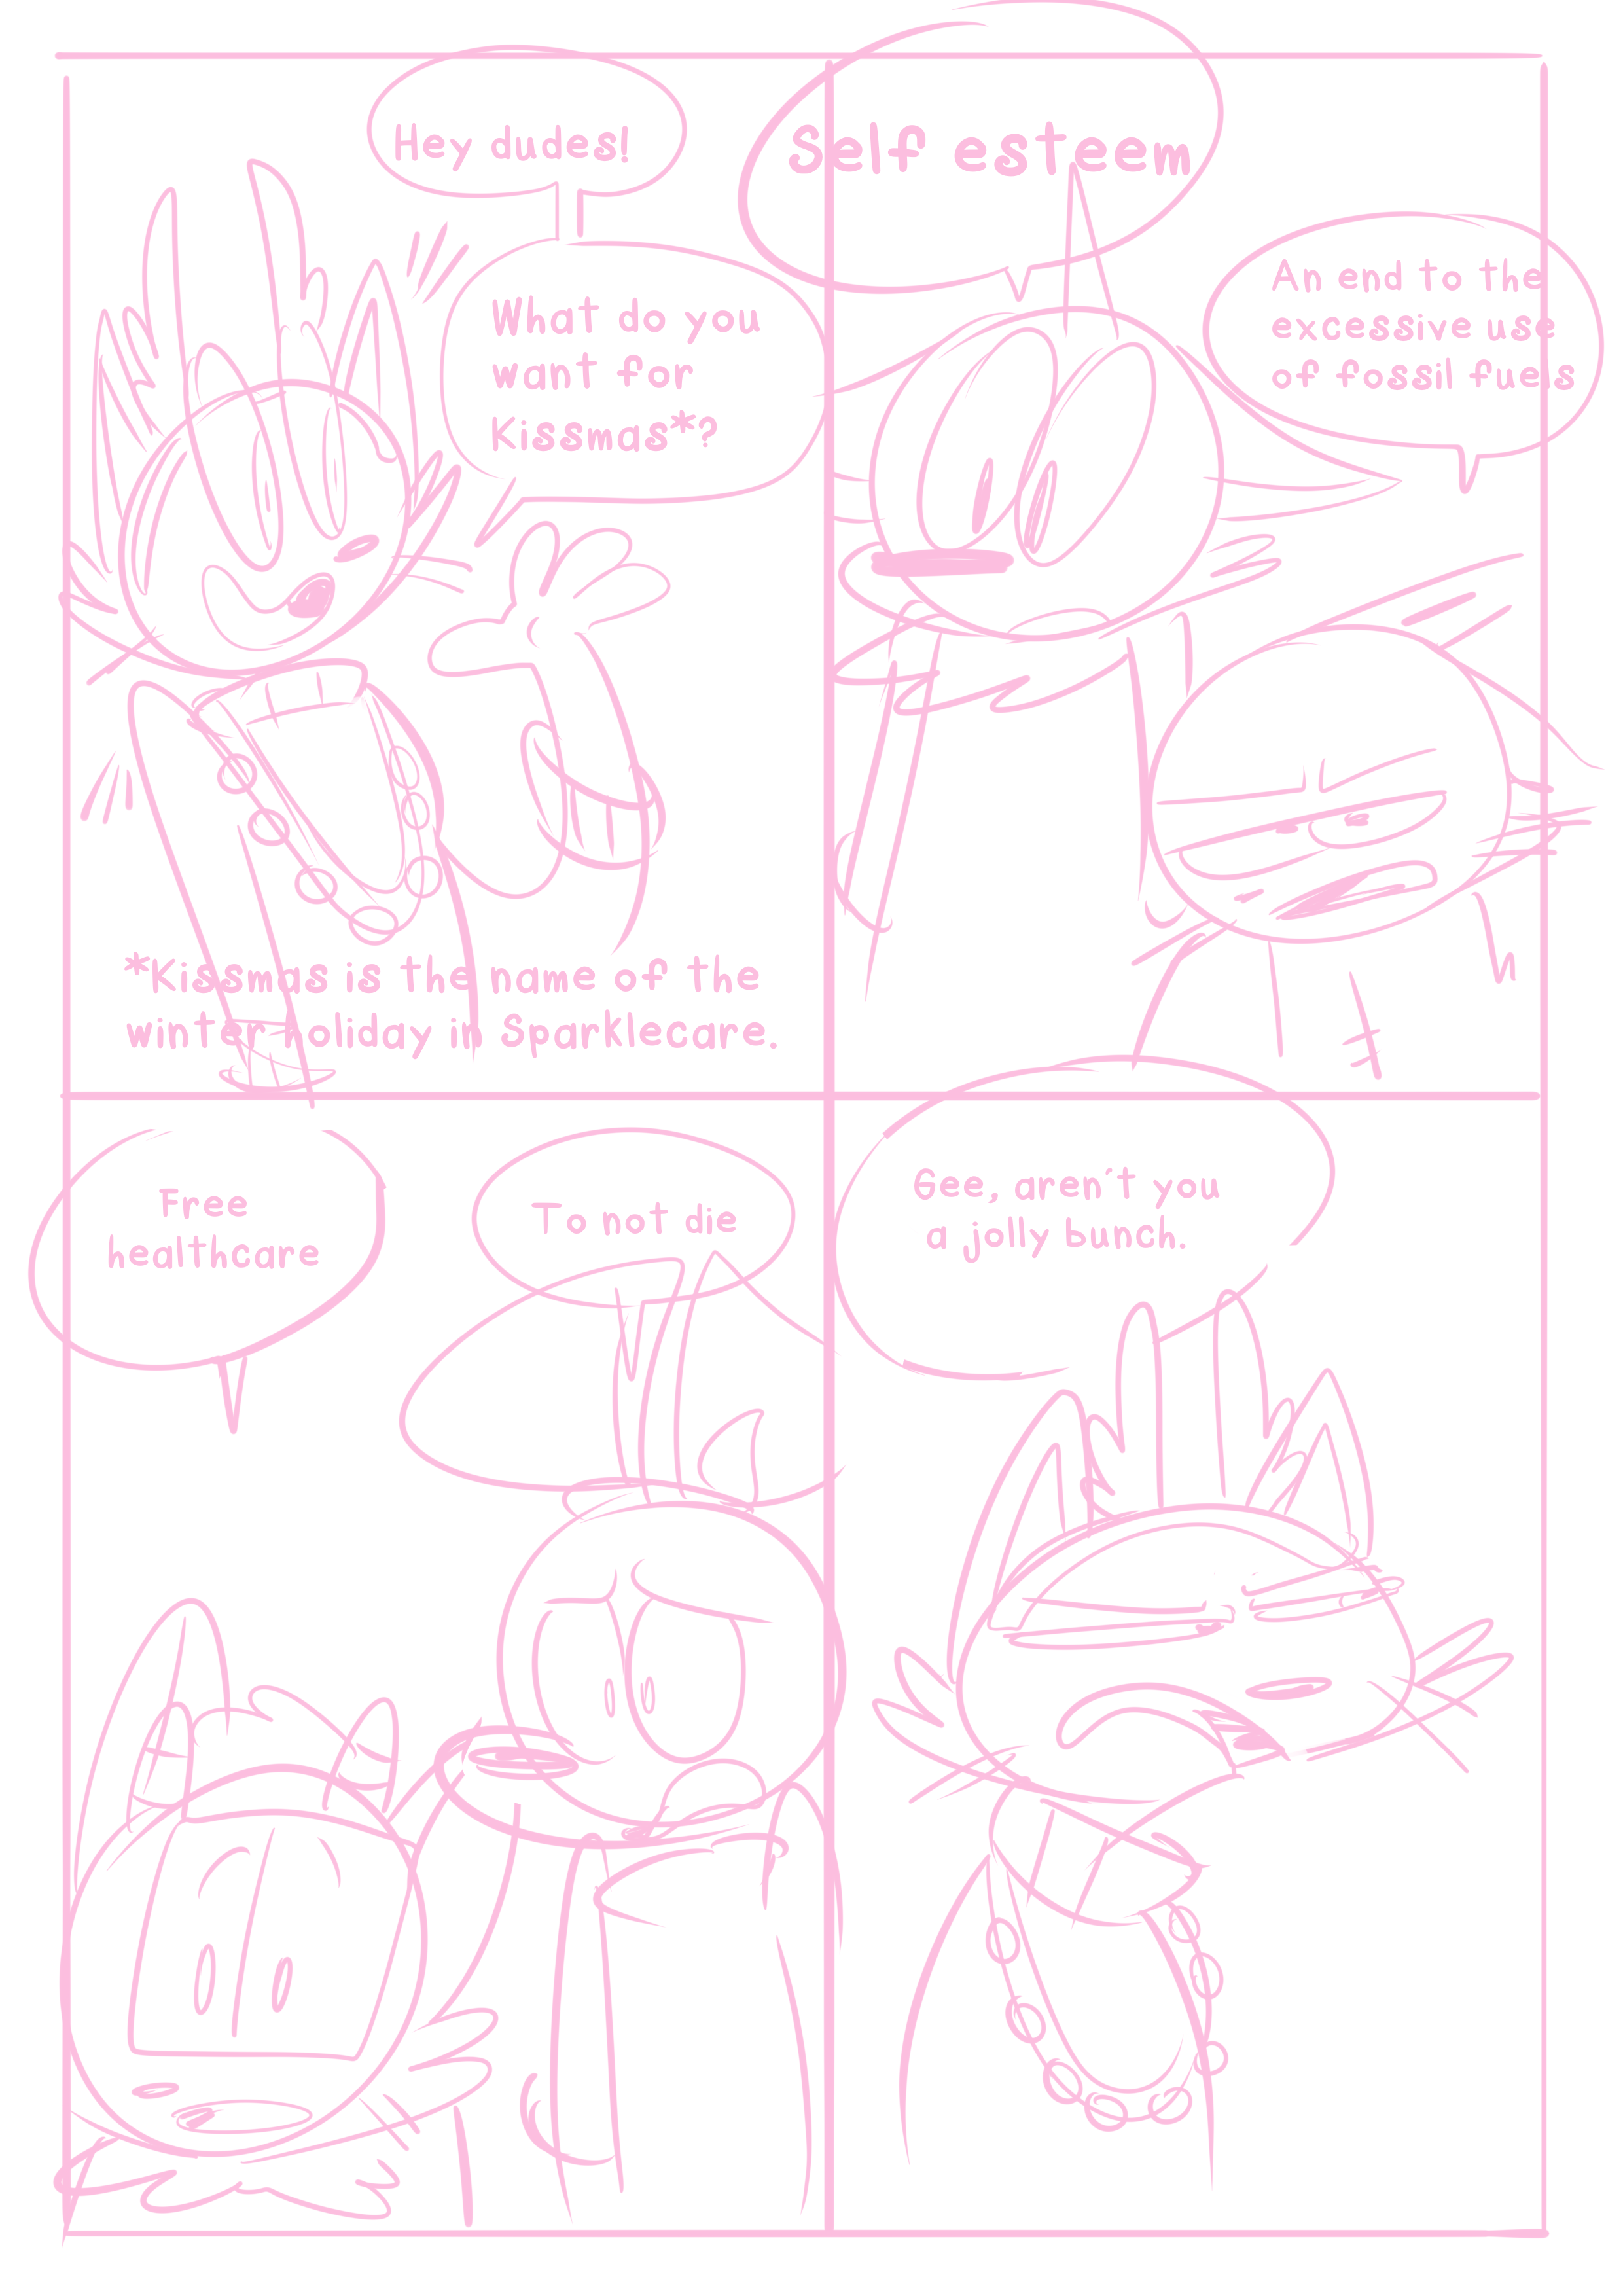 Hey dudes!
What do you
want for
Kissmas*?
*Kissmas is the name of the
winter holiday in Sparklecare.
Self esteem
An end to the
excessive use
of fossil fuels
Free
healthcare
To not die
Gee, aren't you
a jolly bunch.